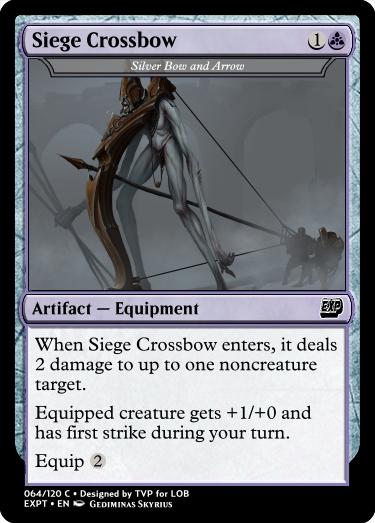 Siege Crossbow 1
Silver Bow and Arrow
Artifact — Equipment EXP
When Siege Crossbow enters, it deals
2 damage to up to one noncreature
target.
Equipped creature gets +1/+0 and
has first strike during your turn.
Equip 2
064/120 C • Designed by TVP for LOB
EXPT • EN Gediminas Skyrius